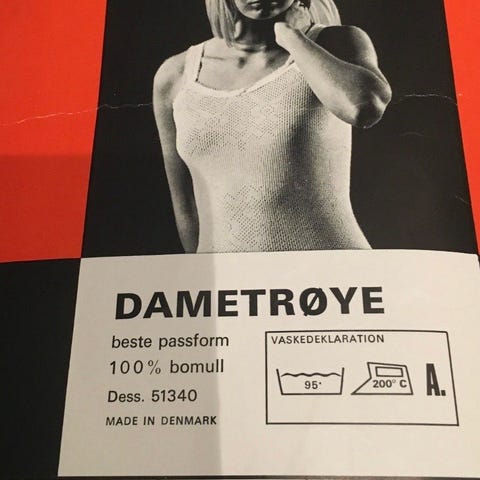 DAMETRØYE
beste passform
100% bomull
Dess. 51340
MADE IN DENMARK
VASKEDEKLARATION
95°
200° C
A.